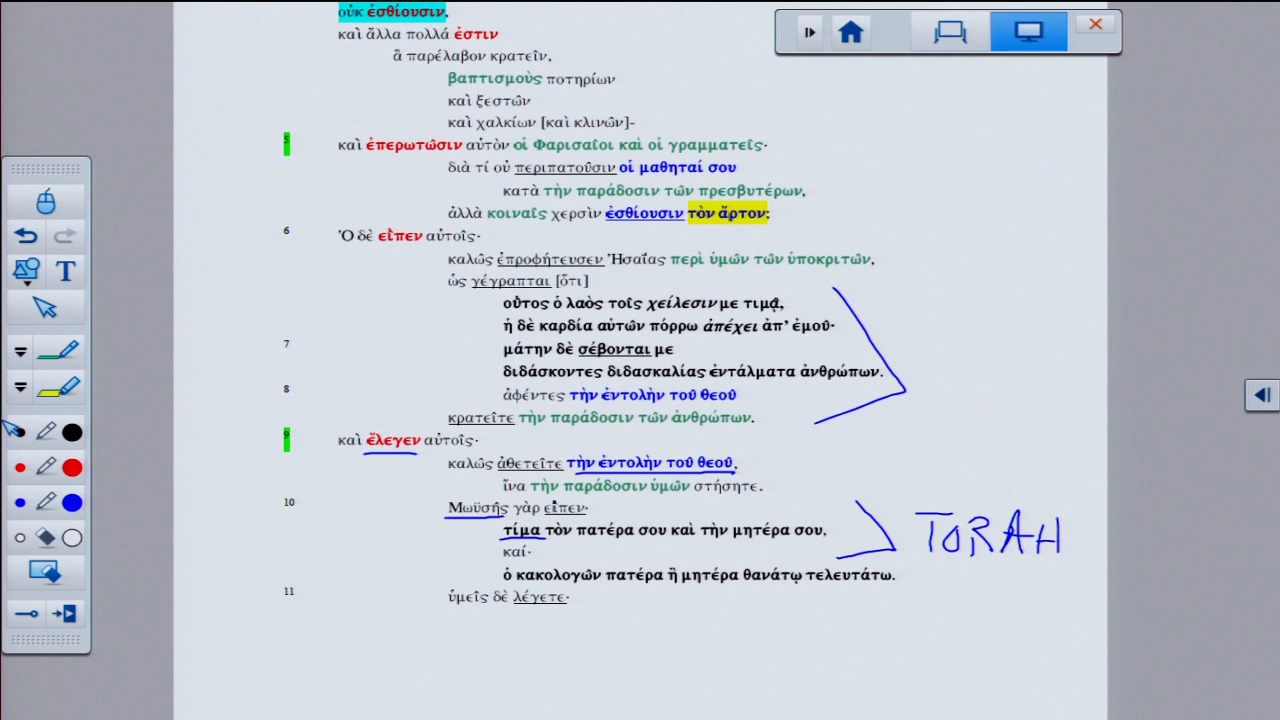 οὐκ ἐσθίουσιν,
καὶ ἄλλα πολλά ἐστιν
ἃ παρέλαβον κρατεῖν,
βαπτισμοὺς ποτηρίων
καὶ ξεστῶν
καὶ χαλκίων [καὶ κλινῶν]-
5 καὶ ἐπερωτῶσιν αὐτὸν οἱ Φαρισαῖοι καὶ οἱ γραμματεῖς·
διὰ τί οὐ περιπατοῦσιν οἱ μαθηταί σου
κατὰ τὴν παράδοσιν τῶν πρεσβυτέρων,
ἀλλὰ κοιναῖς χερσὶν ἐσθίουσιν τὸν ἄρτον;
6 Ὁ δὲ εἶπεν αὐτοῖς·
καλῶς ἐπροφήτευσεν Ἠσαΐας περὶ ὑμῶν τῶν ὑποκριτῶν,
ὡς γέγραπται [ὅτι]
οὗτος ὁ λαὸς τοῖς χείλεσιν με τιμᾷ,
ἡ δὲ καρδία αὐτῶν πόρρω ἀπέχει ἀπ’ ἐμοῦ·
7 μάτην δὲ σέβονταί με
διδάσκοντες διδασκαλίας ἐντάλματα ἀνθρώπων.
8 ἀφέντες τὴν ἐντολὴν τοῦ θεοῦ
κρατεῖτε τὴν παράδοσιν τῶν ἀνθρώπων.
9 καὶ ἔλεγεν αὐτοῖς·
καλῶς ἀθετεῖτε τὴν ἐντολὴν τοῦ θεοῦ,
ἵνα τὴν παράδοσιν ὑμῶν στήσητε.
10 Μωϋσῆς γὰρ εἶπεν·
τίμα τὸν πατέρα σου καὶ τὴν μητέρα σου,
TORAH
καί·
ὁ κακολογῶν πατέρα ἢ μητέρα θανάτῳ τελευτάτω.
11 ὑμεῖς δὲ λέγετε·
T